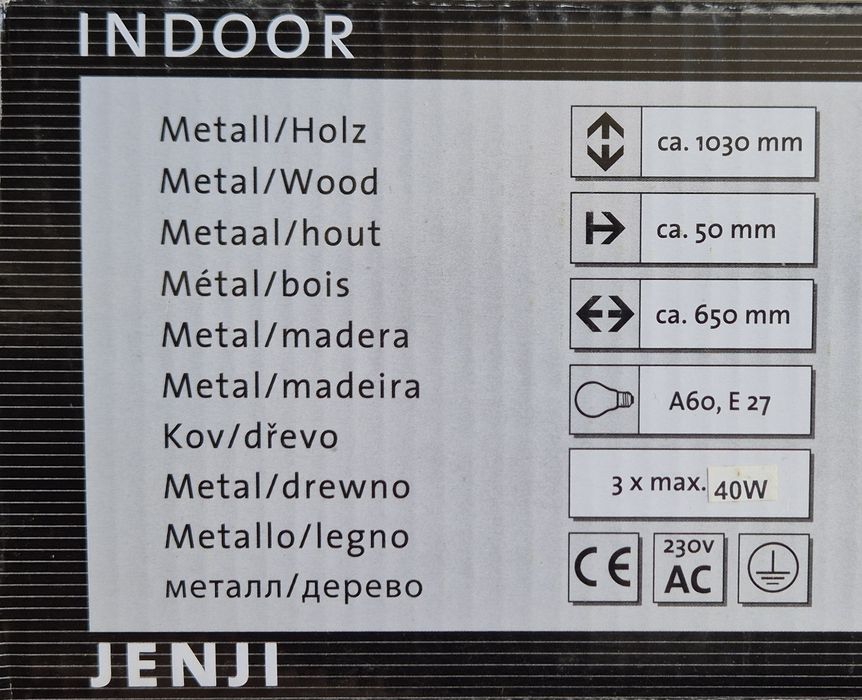 INDOOR
Metall/Holz
Metal/Wood
Metaal/hout
Métal/bois
Metal/madera
Metal/madeira
Kov/dřevo
Metal/drewno
Metallo/legno
металл/дерево
ca. 1030 mm
ca. 50 mm
ca. 650 mm
A60, E 27
3 x max. 40W
CE
230V
AC
JENJI